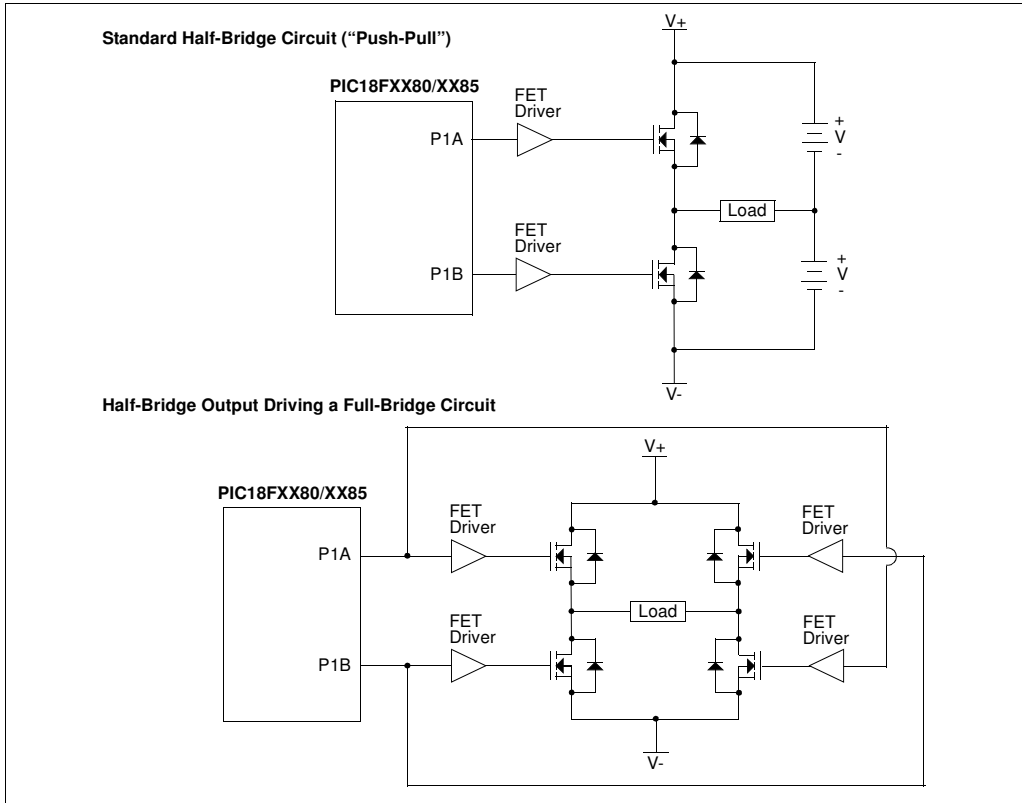 Standard Half-Bridge Circuit (“Push-Pull”)
V+
PIC18FXX80/XX85
FET
Driver
P1A
+
V
-
Load
FET
Driver
P1B
+
V
-
V-
Half-Bridge Output Driving a Full-Bridge Circuit
V+
PIC18FXX80/XX85
FET
Driver
FET
Driver
P1A
Load
FET
Driver
FET
Driver
P1B
V-